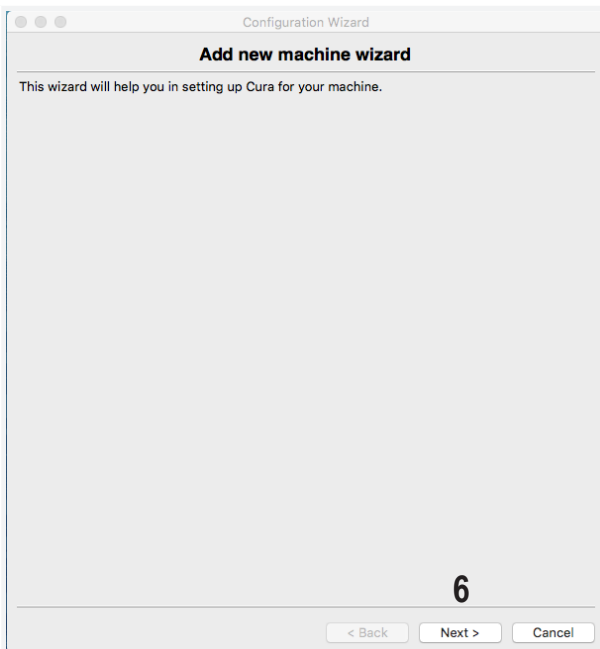 Configuration Wizard
Add new machine wizard
This wizard will help you in setting up Cura for your machine.
6
< Back Next > Cancel